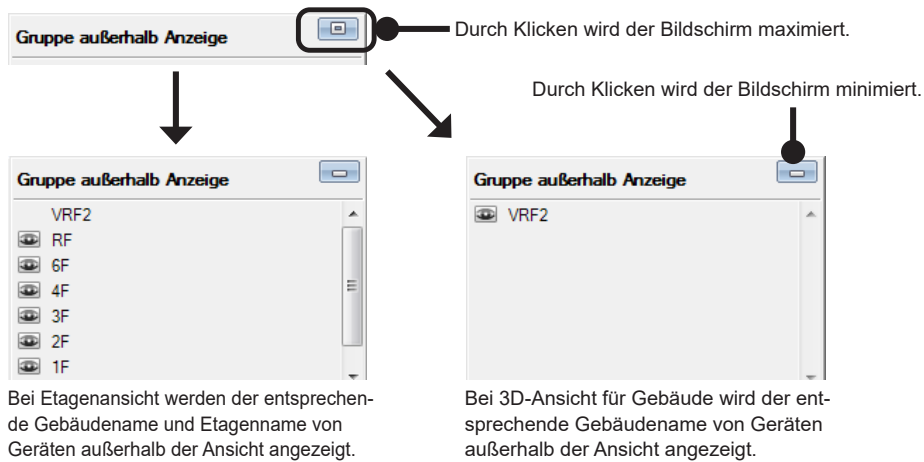 Gruppe außerhalb Anzeige
Durch Klicken wird der Bildschirm maximiert.
Durch Klicken wird der Bildschirm minimiert.
Gruppe außerhalb Anzeige
VRF2
RF
6F
4F
3F
2F
1F
Bei Etagenansicht werden der entsprechen-
de Gebäudename und Etagenname von
Geräten außerhalb der Ansicht angezeigt.
Gruppe außerhalb Anzeige
VRF2
Bei 3D-Ansicht für Gebäude wird der ent-
sprechende Gebäudename von Geräten
außerhalb der Ansicht angezeigt.